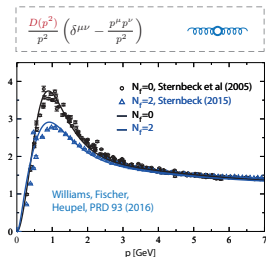 D(p²)/p² (δ^{μν} − p^μ p^ν/p²)
4
3
2
1
0
N_f=0, Sternbeck et al (2005)
N_f=2, Sternbeck (2015)
N_f=0
N_f=2
Williams, Fischer,
Heupel, PRD 93 (2016)
0 1 2 3 4 5 6 7
p [GeV]